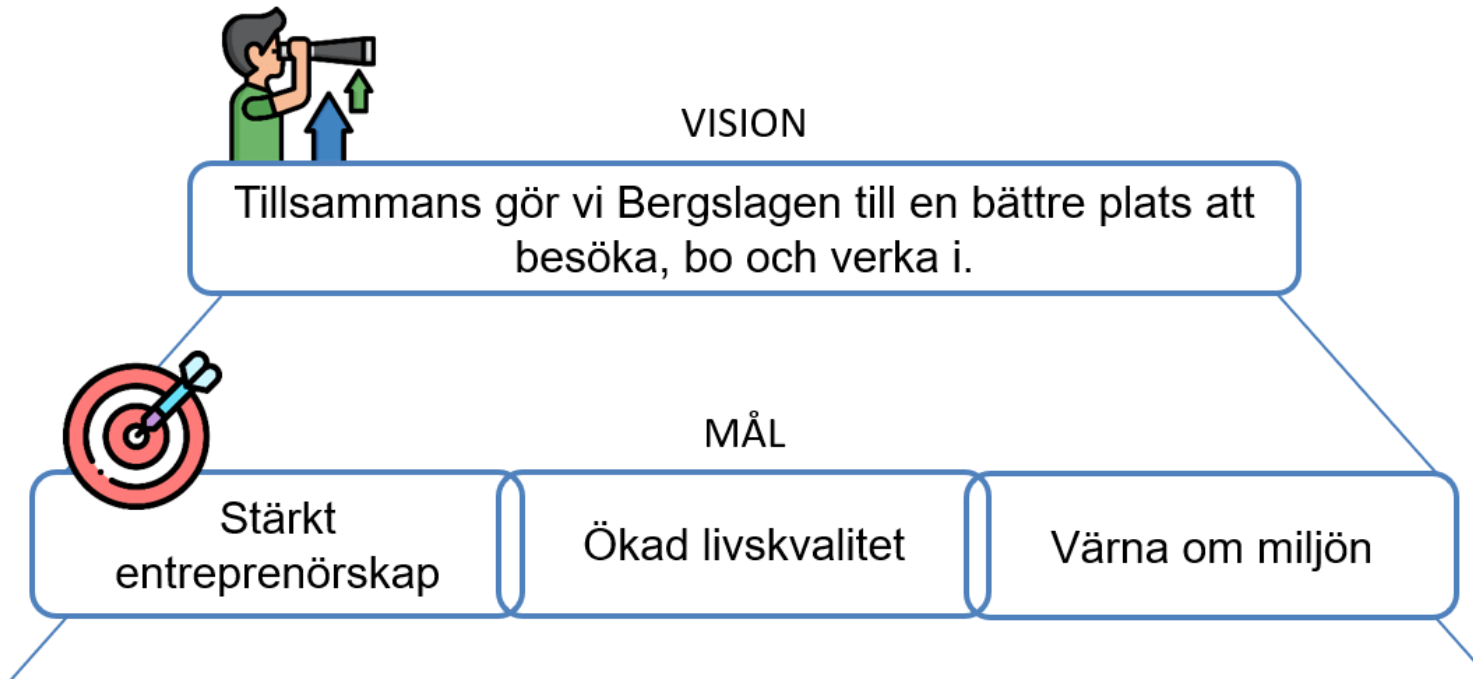 VISION
Tillsammans gör vi Bergslagen till en bättre plats att
besöka, bo och verka i.
MÅL
Stärkt
entreprenörskap
Ökad livskvalitet
Värna om miljön